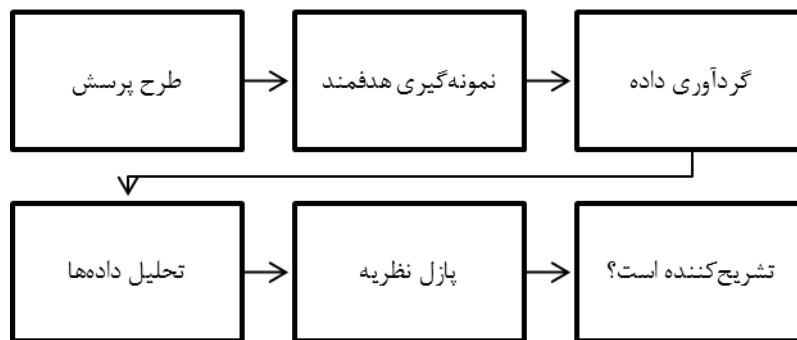 طرح پرسش
نمونه‌گیری هدفمند
گردآوری داده
تحلیل داده‌ها
پازل نظریه
تشریح‌کننده است؟